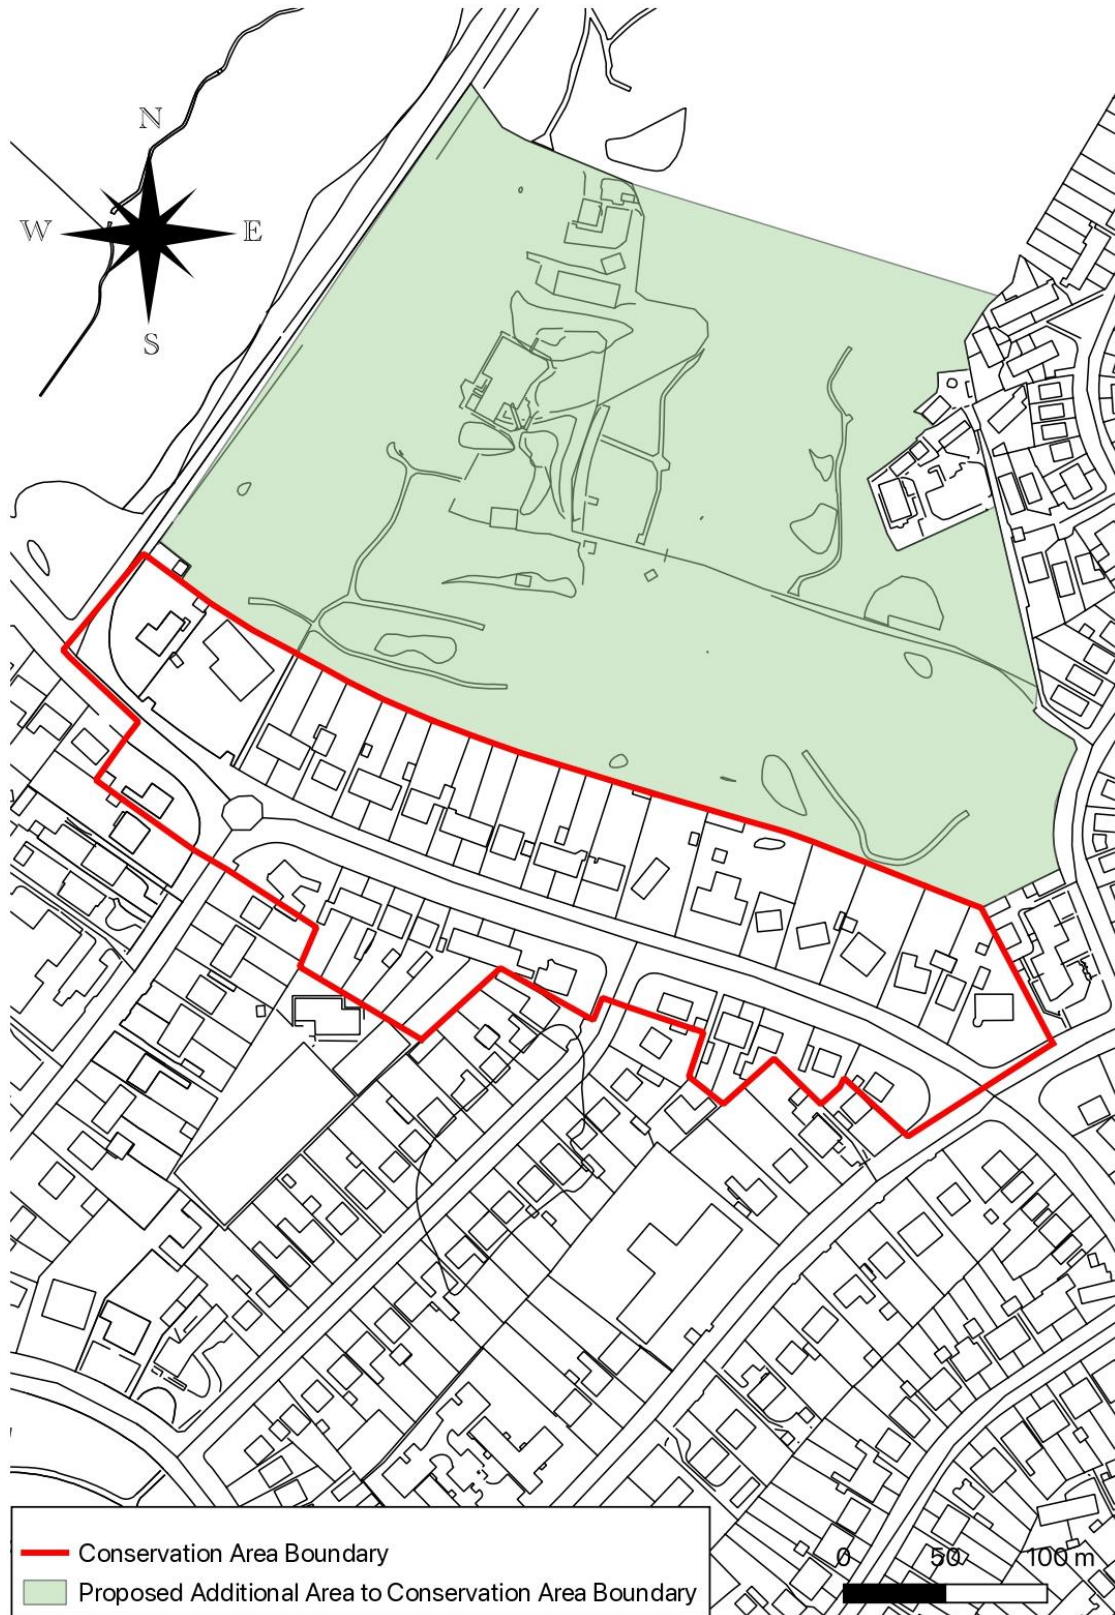 N
W E
S
Conservation Area Boundary
Proposed Additional Area to Conservation Area Boundary
0 50 100 m